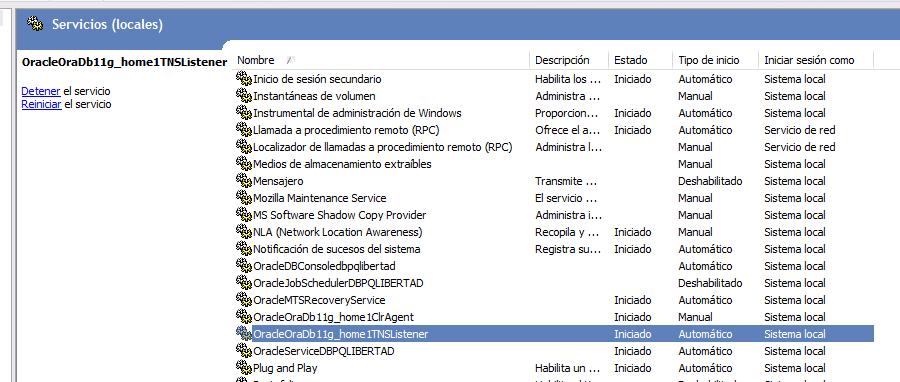 Servicios (locales)
OracleOraDb11g_home1TNSListener
Detener el servicio
Reiniciar el servicio
Nombre Descripción Estado Tipo de inicio Iniciar sesión como
Inicio de sesión secundario Habilita los ... Iniciado Automático Sistema local
Instantáneas de volumen Administra ... Manual Sistema local
Instrumental de administración de Windows Proporcion... Iniciado Automático Sistema local
Llamada a procedimiento remoto (RPC) Ofrece el a... Iniciado Automático Servicio de red
Localizador de llamadas a procedimiento remoto (RPC) Administra l... Manual Servicio de red
Medios de almacenamiento extraíbles Manual Sistema local
Mensajero Transmite ... Deshabilitado Sistema local
Mozilla Maintenance Service El servicio ... Manual Sistema local
MS Software Shadow Copy Provider Administra i... Manual Sistema local
NLA (Network Location Awareness) Recopila y ... Iniciado Manual Sistema local
Notificación de sucesos del sistema Registra su... Iniciado Automático Sistema local
OracleDBConsoledbpqlibertad Automático Sistema local
OracleJobSchedulerDBPQLIBERTAD Deshabilitado Sistema local
OracleMTSRecoveryService Iniciado Automático Sistema local
OracleOraDb11g_home1ClrAgent Iniciado Manual Sistema local
OracleOraDb11g_home1TNSListener Iniciado Automático Sistema local
OracleServiceDBPQLIBERTAD Iniciado Automático Sistema local
Plug and Play Habilita un ... Iniciado Automático Sistema local